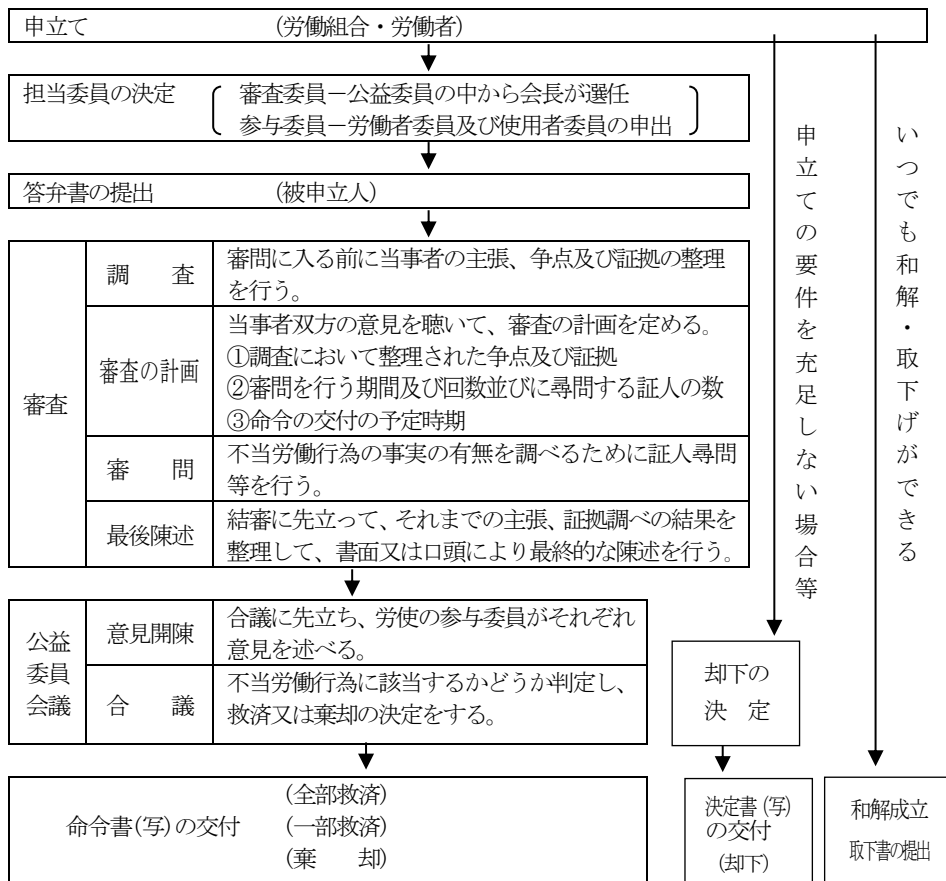 申立て　　　　　　　　　　(労働組合・労働者)
担当委員の決定　　審査委員－公益委員の中から会長が選任
参与委員－労働者委員及び使用者委員の申出
答弁書の提出　　　　　　　(被申立人)
審査
調　　査
審問に入る前に当事者の主張、争点及び証拠の整理
を行う。
審査の計画
当事者双方の意見を聴いて、審査の計画を定める。
①調査において整理された争点及び証拠
②審問を行う期間及び回数並びに尋問する証人の数
③命令の交付の予定時期
審　　問
不当労働行為の事実の有無を調べるために証人尋問
等を行う。
最後陳述
結審に先立って、それまでの主張、証拠調べの結果を
整理して、書面又は口頭により最終的な陳述を行う。
公益
委員
会議
意見開陳
合議に先立ち、労使の参与委員がそれぞれ
意見を述べる。
合　　議
不当労働行為に該当するかどうか判定し、
救済又は棄却の決定をする。
命令書(写)の交付
(全部救済)
(一部救済)
(棄　　却)
申立ての要件を充足しない場合等
却下の
決　定
決定書(写)
の交付
(却下)
いつでも和解・取下げができる
和解成立
取下書の提出